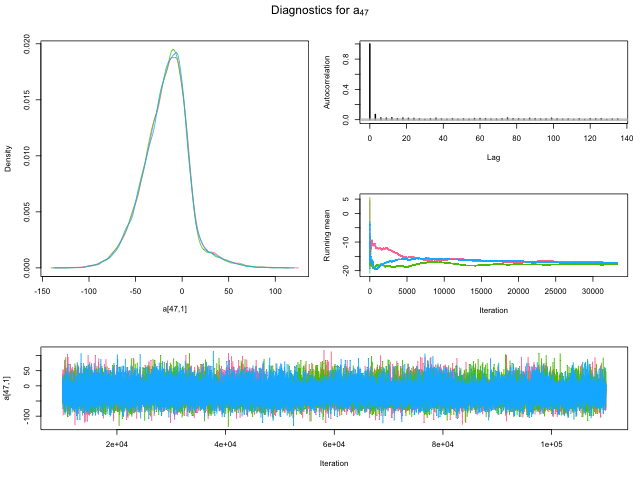 Diagnostics for a47
Density
0.000
0.005
0.010
0.015
0.020
-150
-100
-50
0
50
100
a[47,1]
Autocorrelation
0.0
0.4
0.8
0
20
40
60
80
100
120
140
Lag
Running mean
-20
-10
0
5
0
5000
10000
15000
20000
25000
30000
Iteration
a[47,1]
-100
0
50
2e+04
4e+04
6e+04
8e+04
1e+05
Iteration